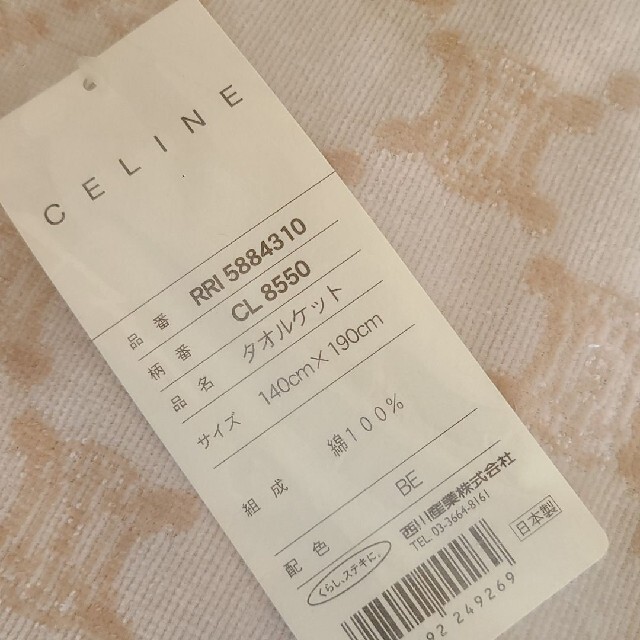 CELINE
品番 RRI 5884310
柄番 CL 8550
品名 タオルケット
サイズ 140cm×190cm
組成 綿100%
配色 BE
西川産業株式会社
TEL 03-3664-8161
くらし、ステキに。
日本製
92 249269